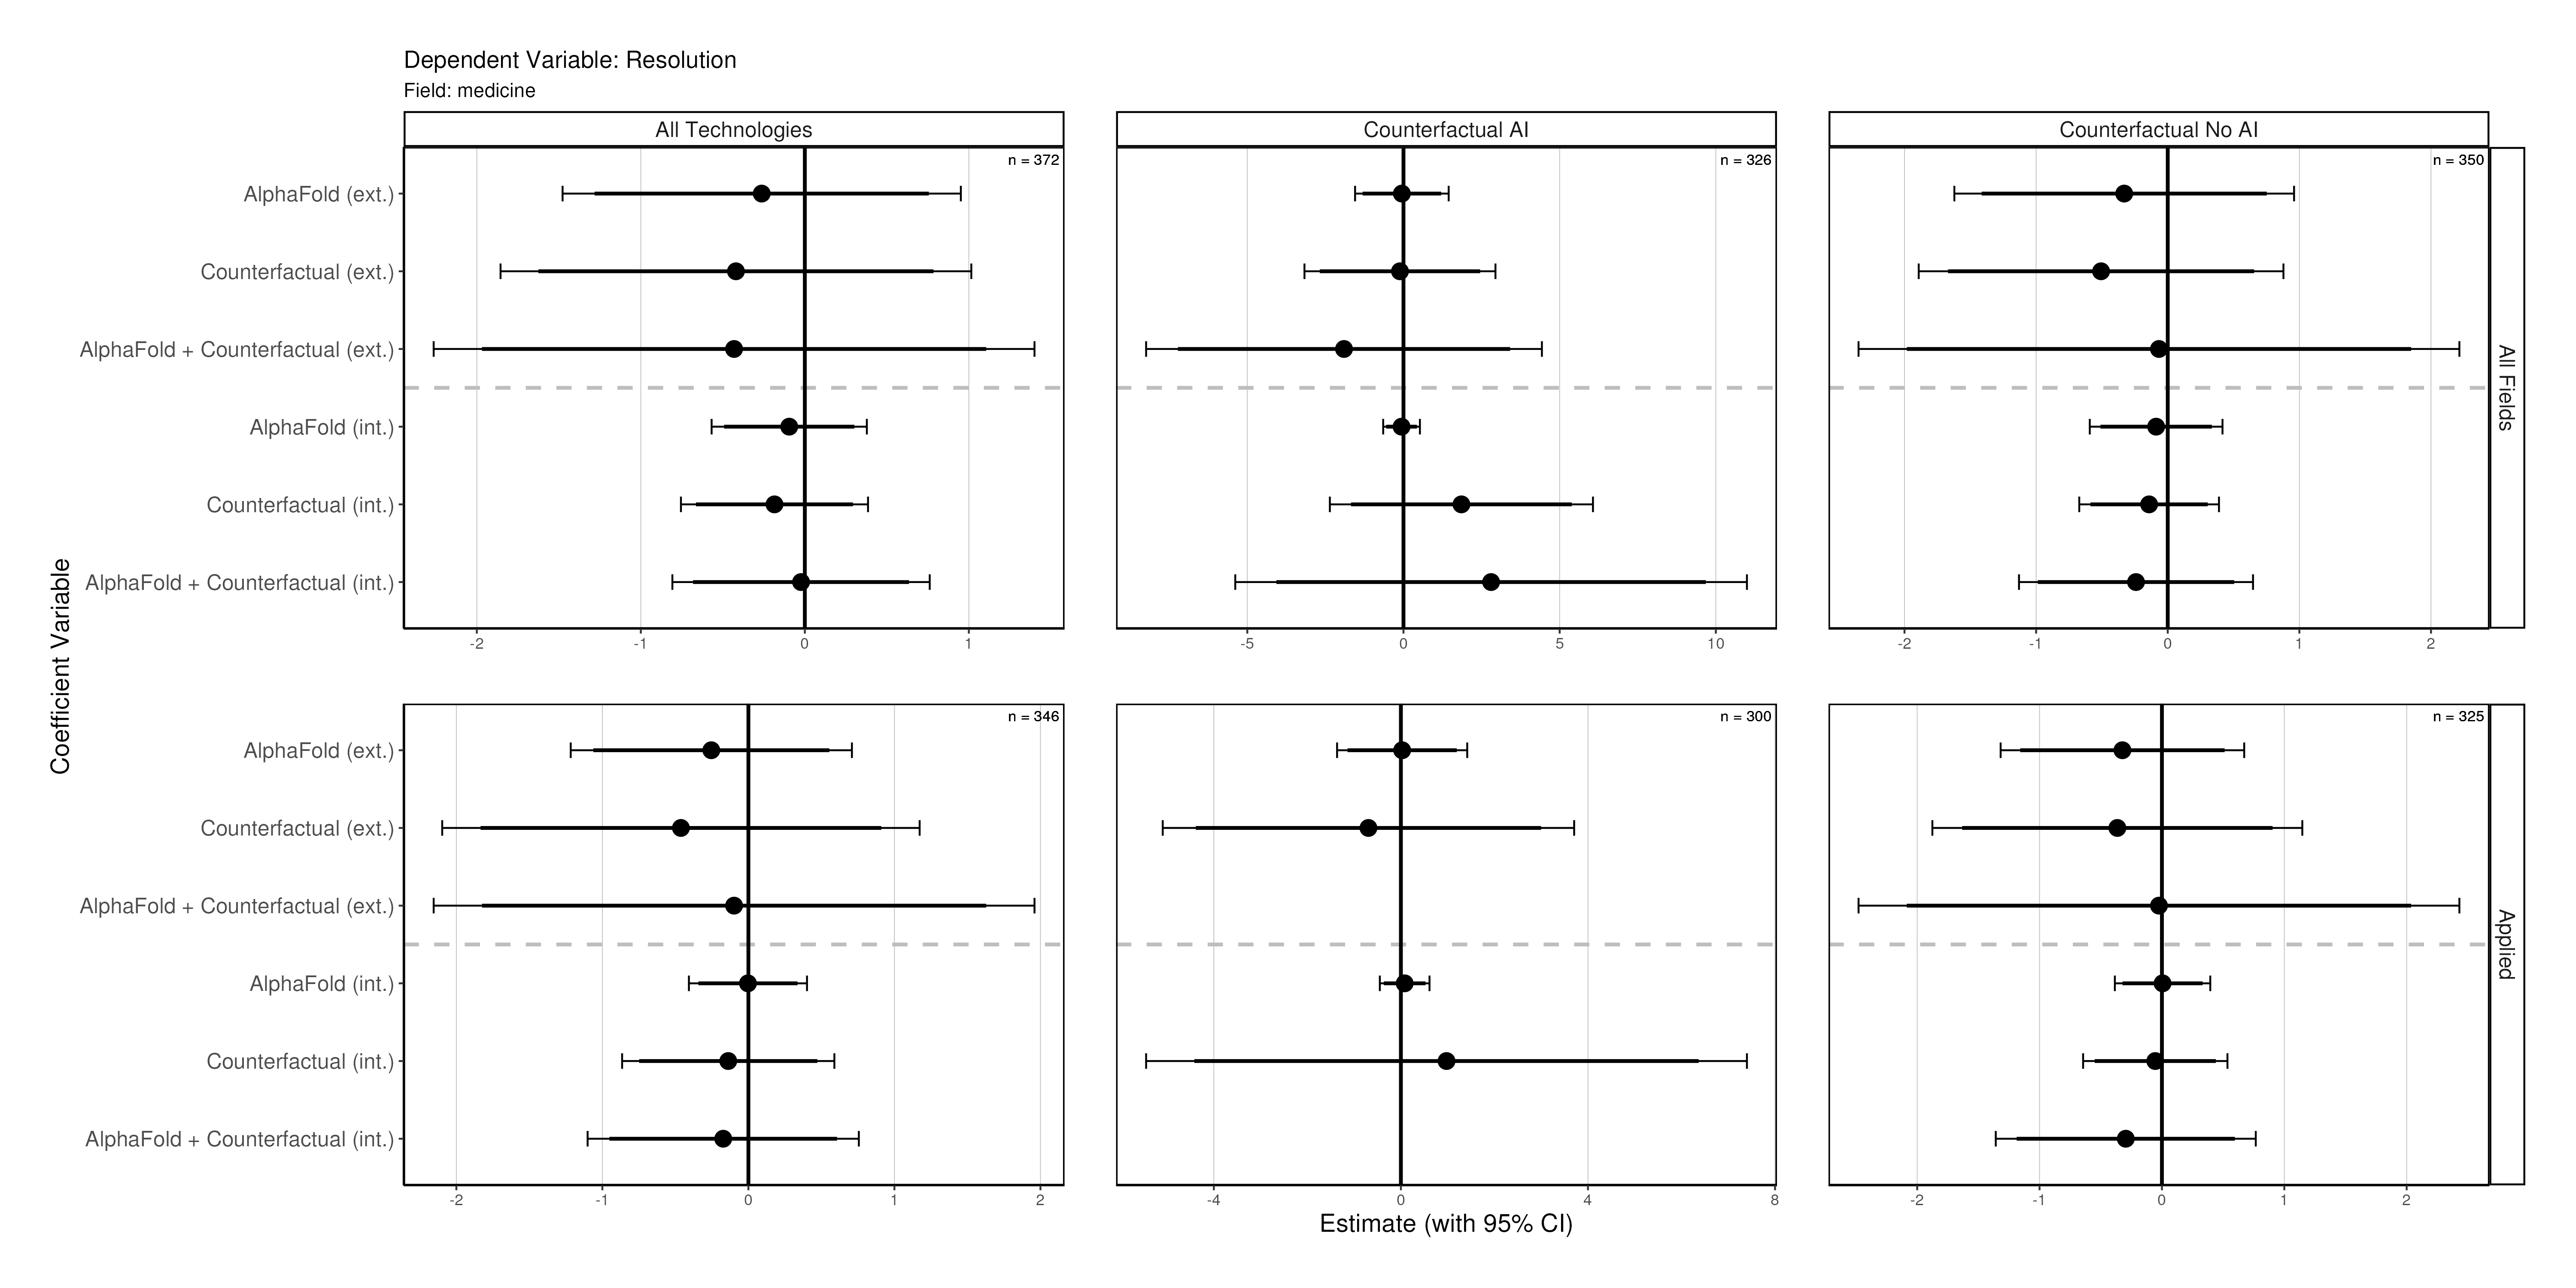 Dependent Variable: Resolution
Field: medicine
All Technologies
Counterfactual AI
Counterfactual No AI
n = 372
n = 326
n = 350
AlphaFold (ext.)
Counterfactual (ext.)
AlphaFold + Counterfactual (ext.)
AlphaFold (int.)
Counterfactual (int.)
AlphaFold + Counterfactual (int.)
All Fields
-2 -1 0 1
-5 0 5 10
-2 -1 0 1 2
Coefficient Variable
n = 346
n = 300
n = 325
AlphaFold (ext.)
Counterfactual (ext.)
AlphaFold + Counterfactual (ext.)
AlphaFold (int.)
Counterfactual (int.)
AlphaFold + Counterfactual (int.)
Applied
-2 -1 0 1 2
-4 0 4 8
-2 -1 0 1 2
Estimate (with 95% CI)